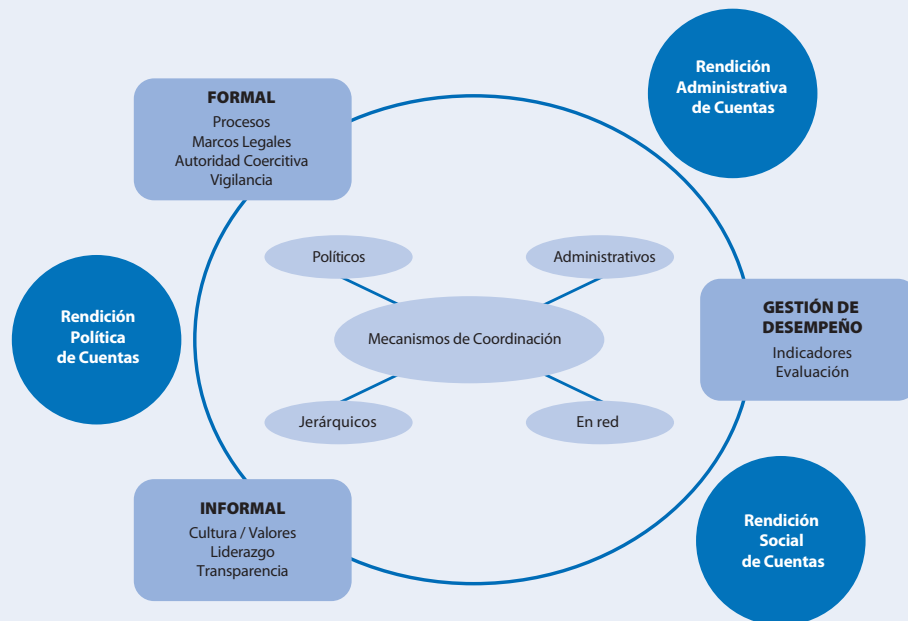 Rendición
Administrativa
de Cuentas
FORMAL
Procesos
Marcos Legales
Autoridad Coercitiva
Vigilancia
Políticos
Administrativos
Rendición
Política
de Cuentas
Mecanismos de Coordinación
GESTIÓN DE
DESEMPEÑO
Indicadores
Evaluación
Jerárquicos
En red
INFORMAL
Cultura / Valores
Liderazgo
Transparencia
Rendición
Social
de Cuentas